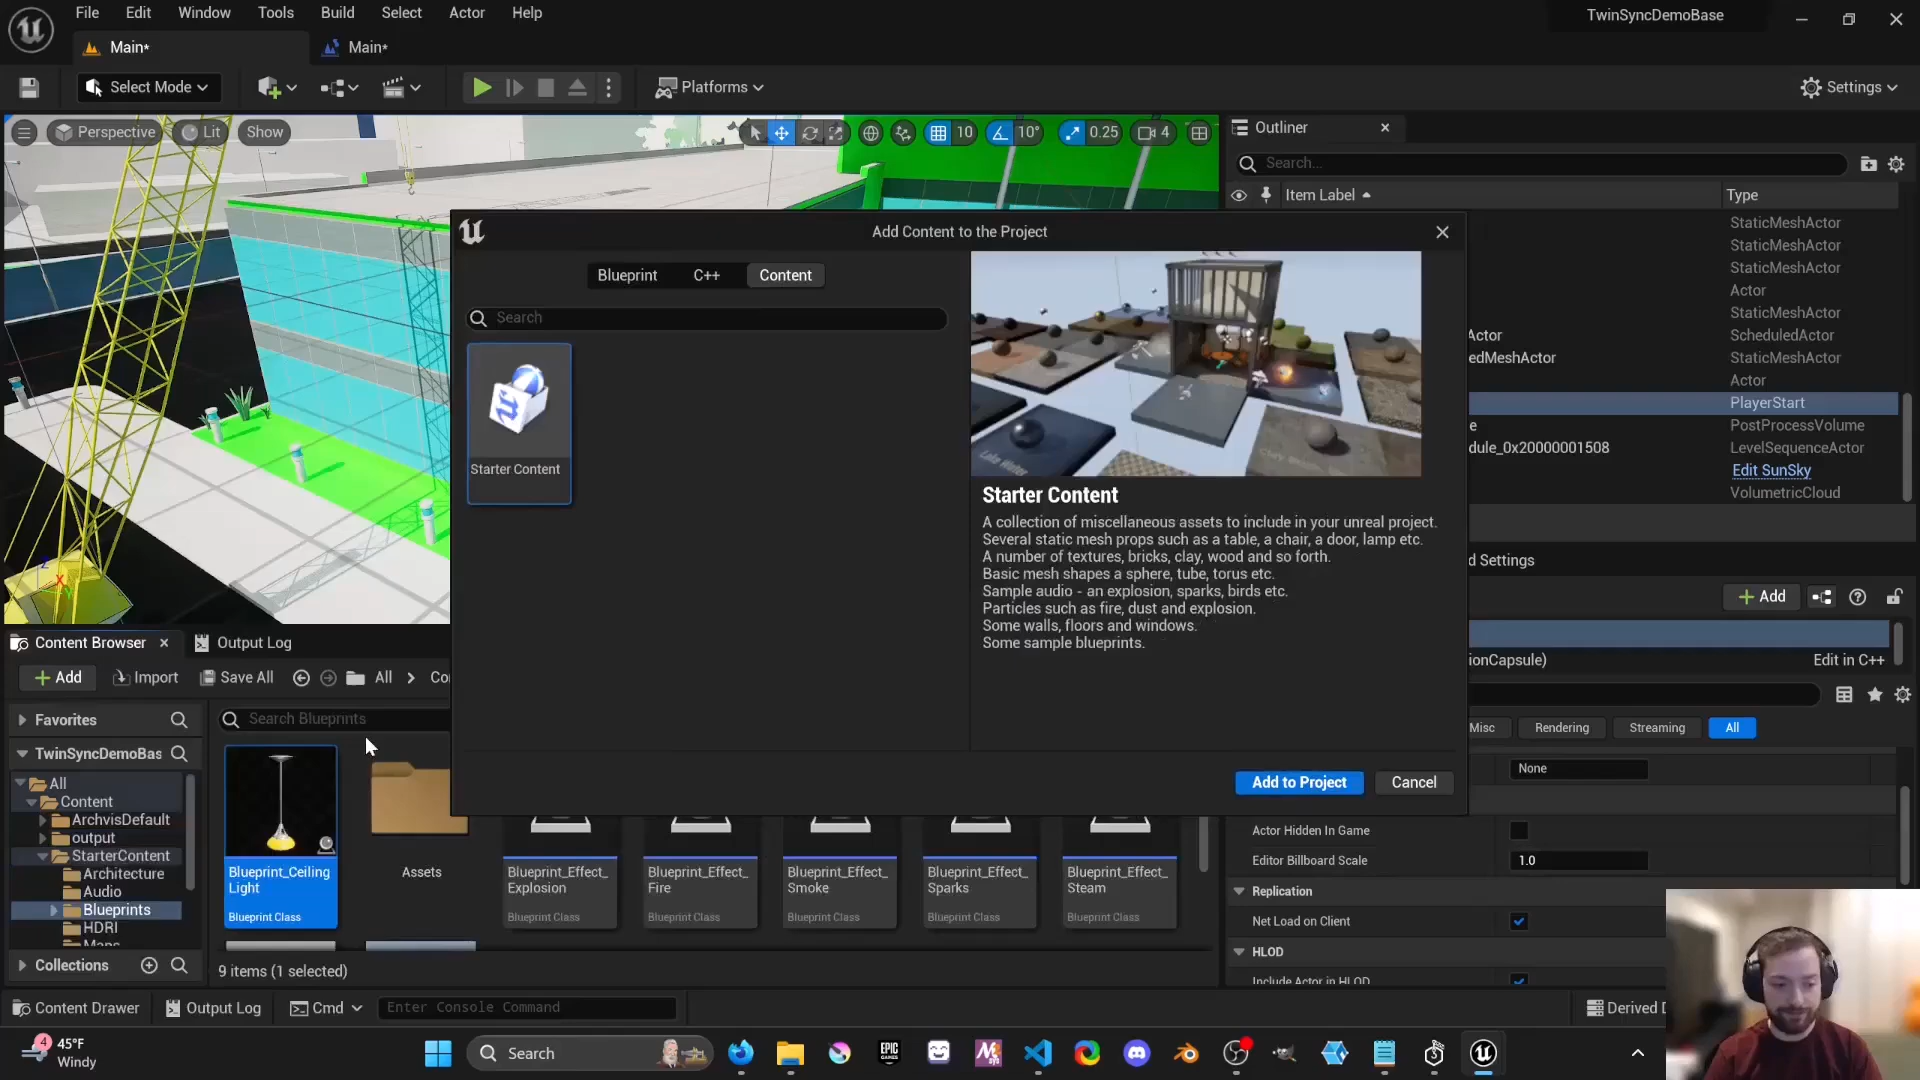 File Edit Window Tools Build Select Actor Help
TwinSyncDemoBase
Main*
Main*
Select Mode
Platforms
Settings
Perspective
Lit
Show
10
10°
0.25
4
Outliner
Search...
Item Label
Type
StaticMeshActor
StaticMeshActor
StaticMeshActor
Actor
StaticMeshActor
Actor
ScheduledActor
edMeshActor
StaticMeshActor
Actor
PlayerStart
e
PostProcessVolume
dule_0x20000001508
LevelSequenceActor
Edit SunSky
VolumetricCloud
Add Content to the Project
Blueprint
C++
Content
Search
Starter Content
Starter Content
A collection of miscellaneous assets to include in your unreal project.
Several static mesh props such as a table, a chair, a door, lamp etc.
A number of textures, bricks, clay, wood and so forth.
Basic mesh shapes a sphere, tube, torus etc.
Sample audio - an explosion, sparks, birds etc.
Particles such as fire, dust and explosion.
Some walls, floors and windows.
Some sample blueprints.
Add to Project
Cancel
d Settings
Add
ionCapsule)
Edit in C++
Misc
Rendering
Streaming
All
None
Actor Hidden In Game
Editor Billboard Scale
1.0
Replication
Net Load on Client
HLOD
Include Actor in HLOD
Content Browser
Output Log
Add
Import
Save All
All
Co
Favorites
Search Blueprints
TwinSyncDemoBas
All
Content
ArchvisDefault
output
StarterContent
Architecture
Audio
Blueprints
HDRI
Maps
Collections
Blueprint_Ceiling
Light
Blueprint Class
Assets
Blueprint_Effect_
Explosion
Blueprint Class
Blueprint_Effect_
Fire
Blueprint Class
Blueprint_Effect_
Smoke
Blueprint Class
Blueprint_Effect_
Sparks
Blueprint Class
Blueprint_Effect_
Steam
Blueprint Class
9 items (1 selected)
Content Drawer
Output Log
Cmd
Enter Console Command
Derived D
4
45°F
Windy
Search
EPIC
GAMES